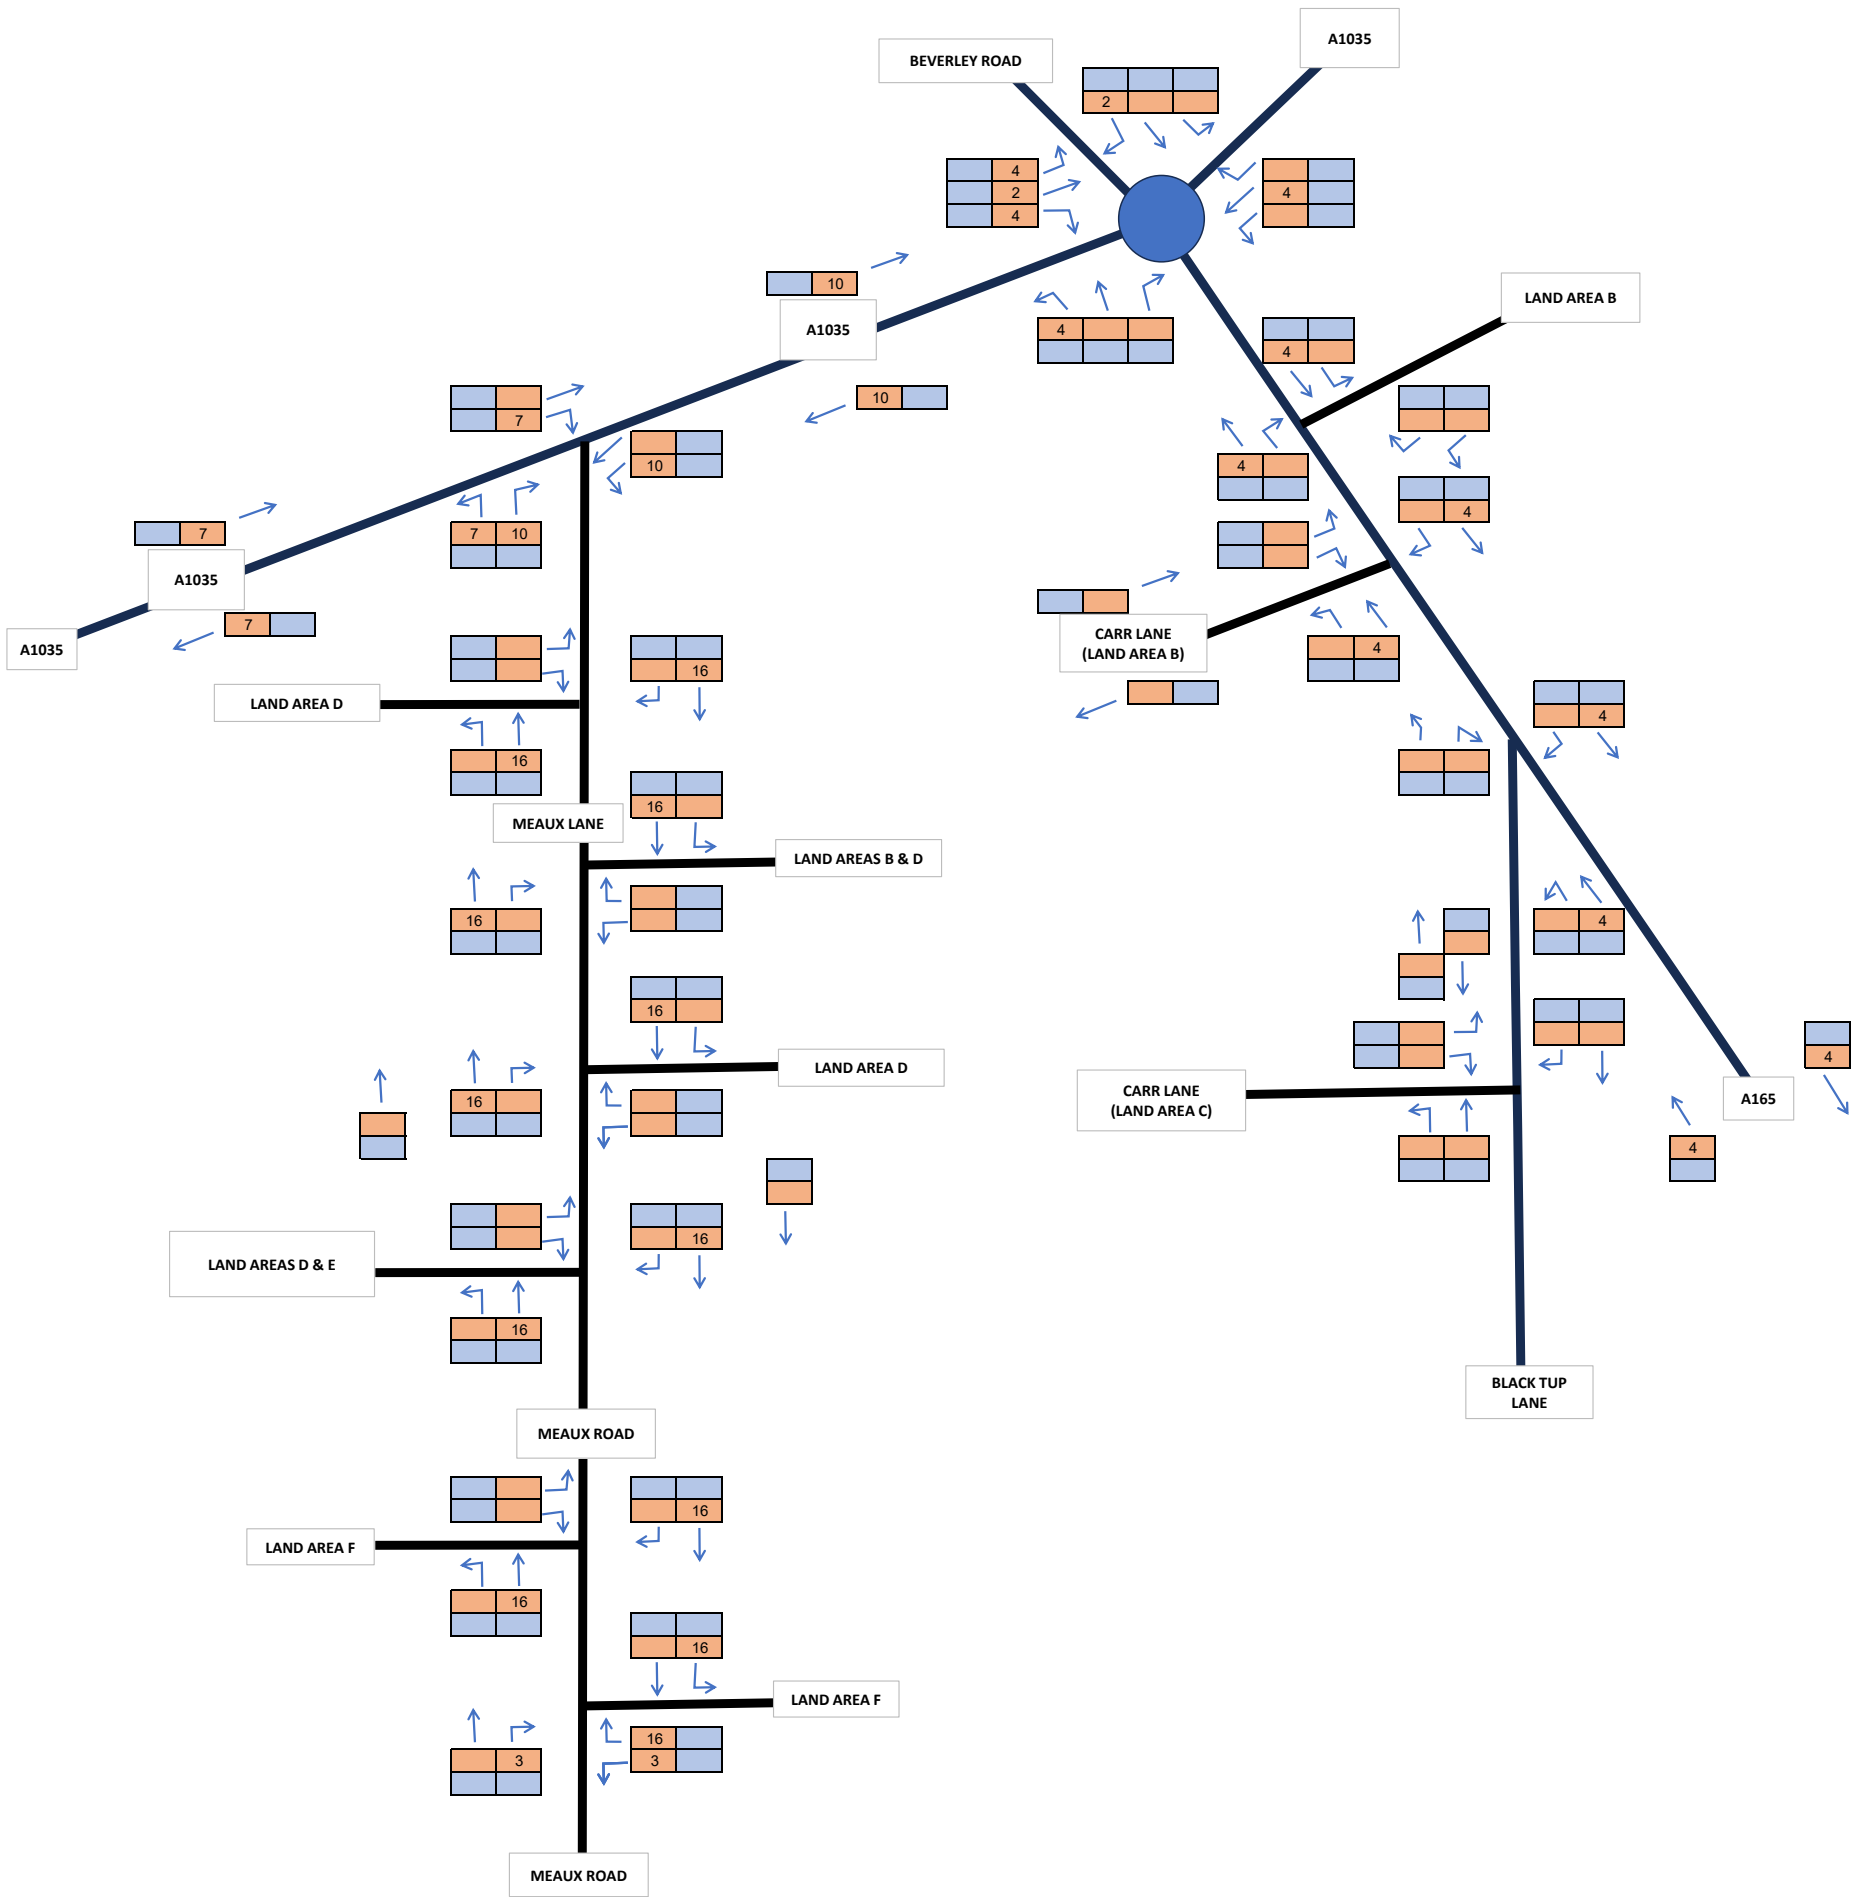 A1035
BEVERLEY ROAD
2
4
2
4
4
10
LAND AREA B
A1035
4
4
10
7
10
4
4
7
7 10
A1035
7
A1035
CARR LANE
(LAND AREA B)
4
16
LAND AREA D
4
16
16
MEAUX LANE
LAND AREAS B & D
16
4
16
4
LAND AREA D
16
CARR LANE
(LAND AREA C)
A165
4
16
LAND AREAS D & E
16
BLACK TUP
LANE
MEAUX ROAD
16
LAND AREA F
16
16
LAND AREA F
16
3
3
MEAUX ROAD